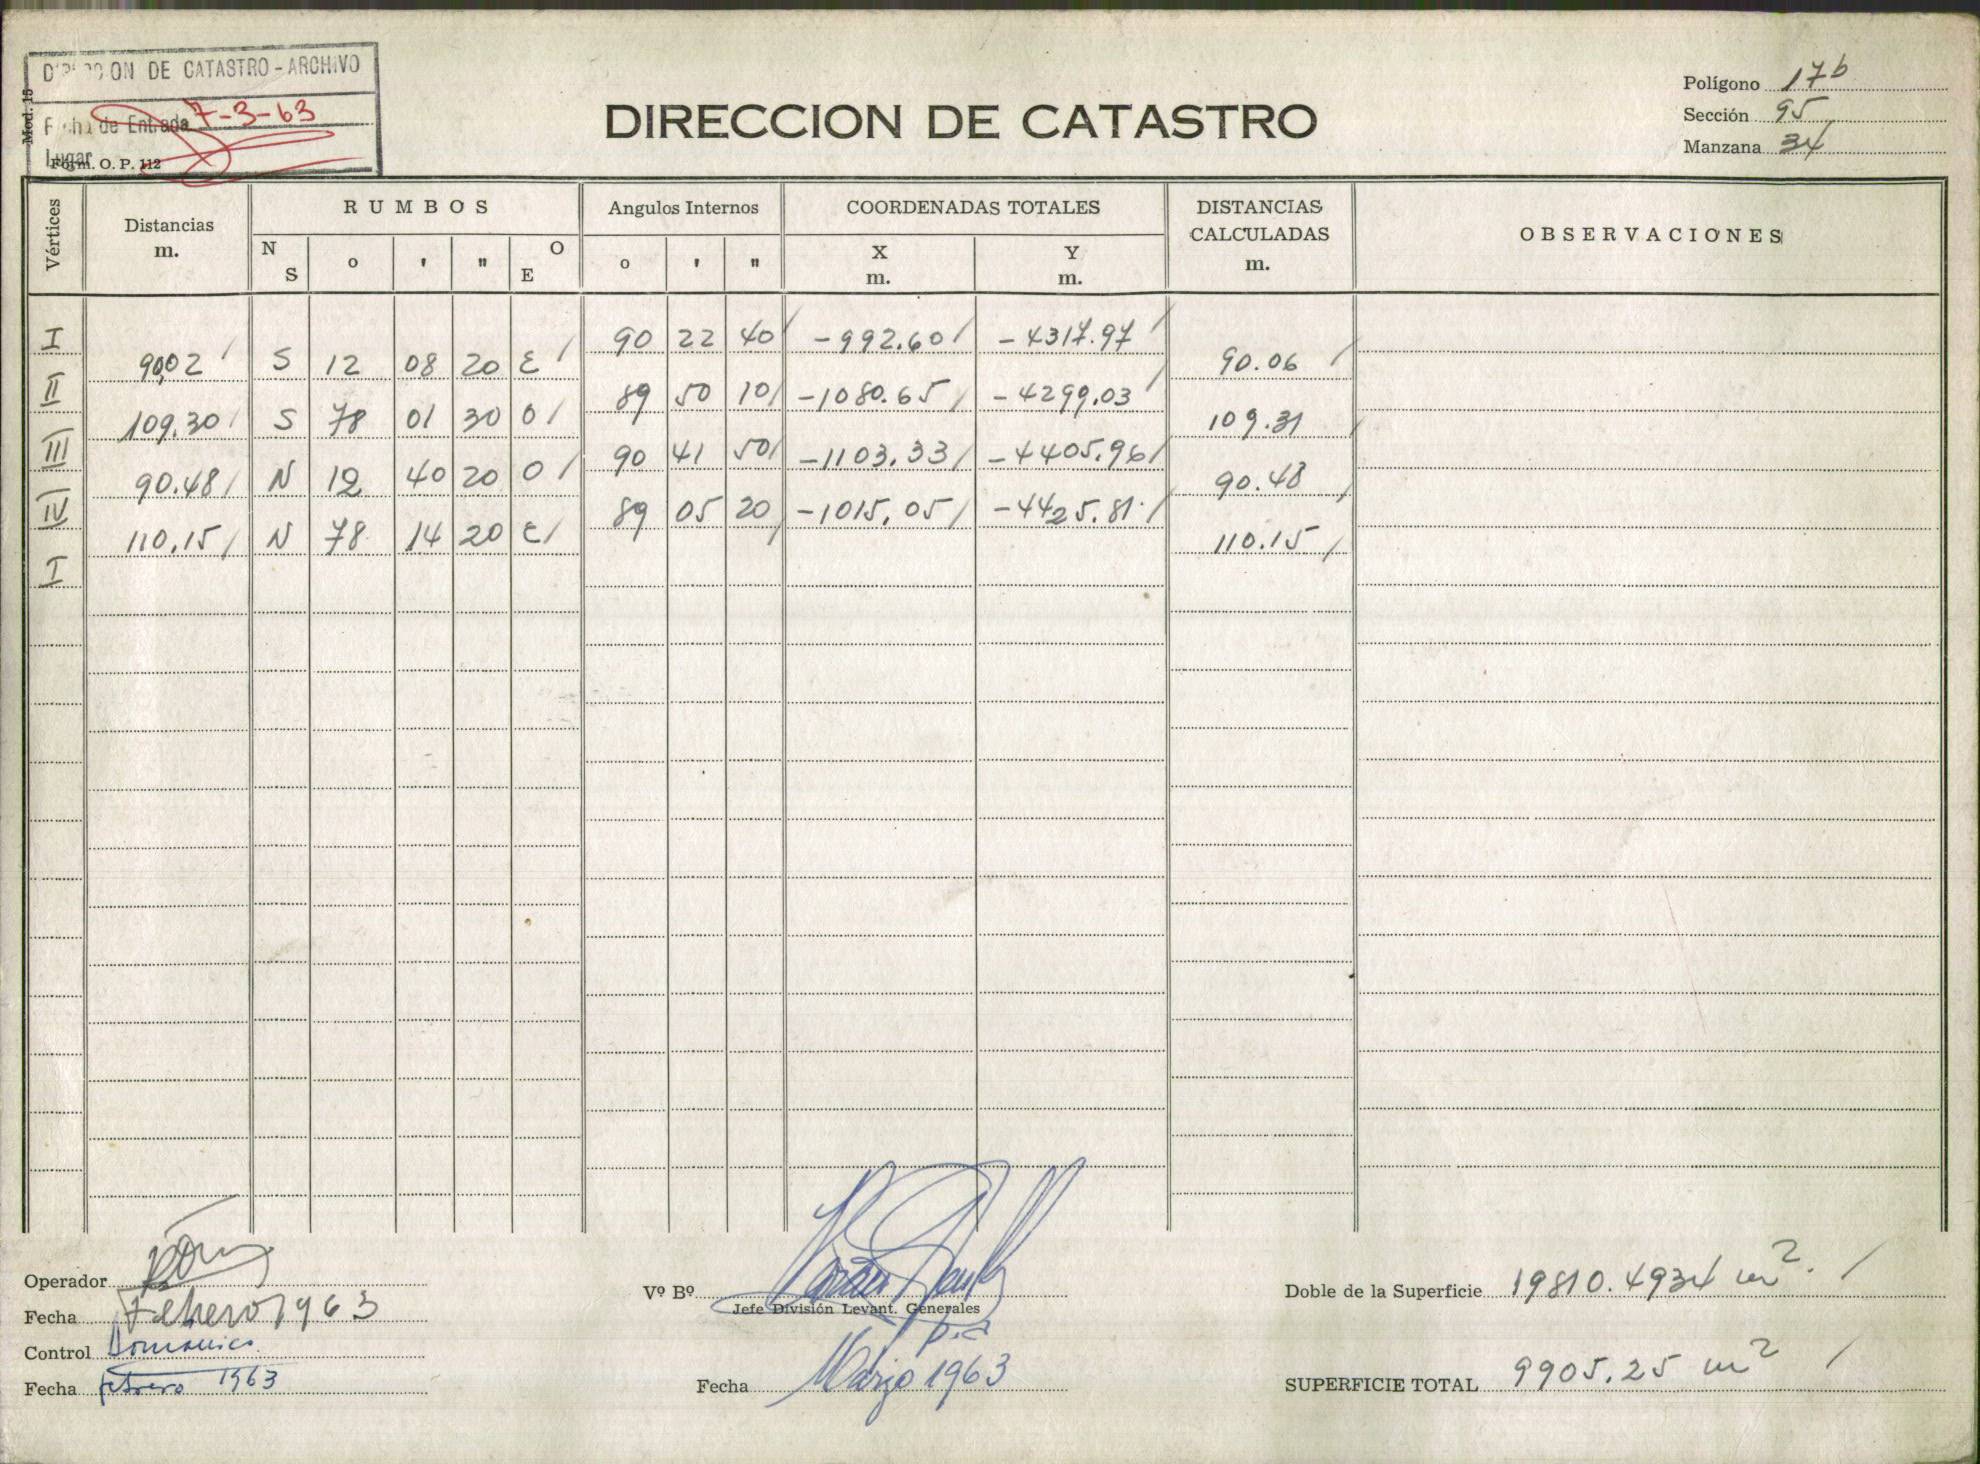 DIRECCION DE CATASTRO - ARCHIVO
Mod. 15
Fecha de Entrada 7-3-63
Lugar
Form. O. P. 112
DIRECCION DE CATASTRO
Polígono 17b
Sección 95
Manzana 34
Vértices
Distancias
m.
RUMBOS
N S
o ' "
O E
Angulos Internos
o ' "
COORDENADAS TOTALES
X
m.
Y
m.
DISTANCIAS
CALCULADAS
m.
OBSERVACIONES
I 90 22 40 -992.60 -4317.97
90,02 S 12 08 20 E 90.06
II 89 50 10 -1080.65 -4299.03
109.30 S 78 01 30 O 109.31
III 90 41 50 -1103.33 -4405.96
90.48 N 12 40 20 O 90.48
IV 89 05 20 -1015.05 -4425.81
110.15 N 78 14 20 E 110.15
I
Operador
Fecha Febrero 1963
Control
Fecha febrero 1963
Vº Bº
Jefe División Levant. Generales
Fecha Marzo 1963
Doble de la Superficie 19810.4934 m².
SUPERFICIE TOTAL 9905.25 m²